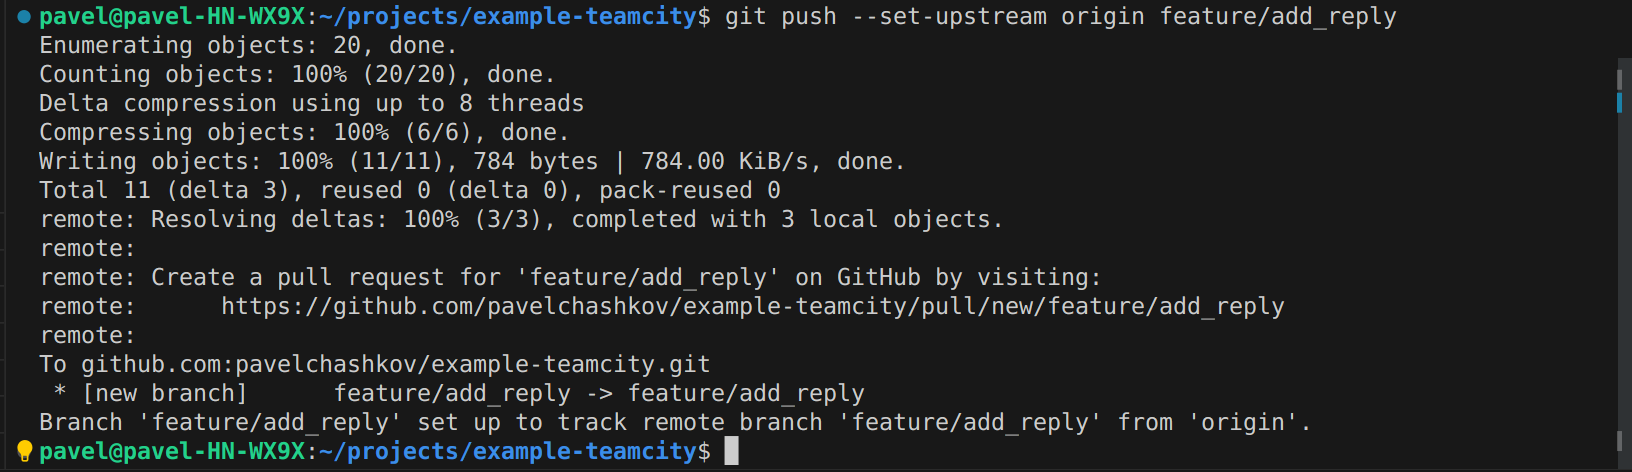 pavel@pavel-HN-WX9X:~/projects/example-teamcity$ git push --set-upstream origin feature/add_reply
Enumerating objects: 20, done.
Counting objects: 100% (20/20), done.
Delta compression using up to 8 threads
Compressing objects: 100% (6/6), done.
Writing objects: 100% (11/11), 784 bytes | 784.00 KiB/s, done.
Total 11 (delta 3), reused 0 (delta 0), pack-reused 0
remote: Resolving deltas: 100% (3/3), completed with 3 local objects.
remote:
remote: Create a pull request for 'feature/add_reply' on GitHub by visiting:
remote:      https://github.com/pavelchashkov/example-teamcity/pull/new/feature/add_reply
remote:
To github.com:pavelchashkov/example-teamcity.git
 * [new branch]      feature/add_reply -> feature/add_reply
Branch 'feature/add_reply' set up to track remote branch 'feature/add_reply' from 'origin'.
pavel@pavel-HN-WX9X:~/projects/example-teamcity$